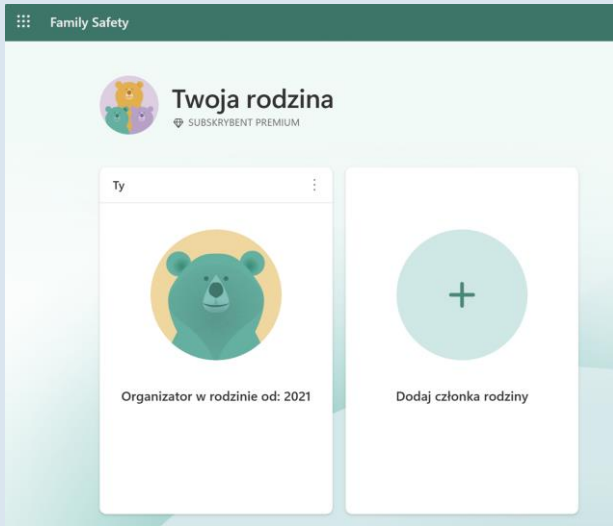 Family Safety
Twoja rodzina
SUBSKRYBENT PREMIUM
Ty
Organizator w rodzinie od: 2021
Dodaj członka rodziny